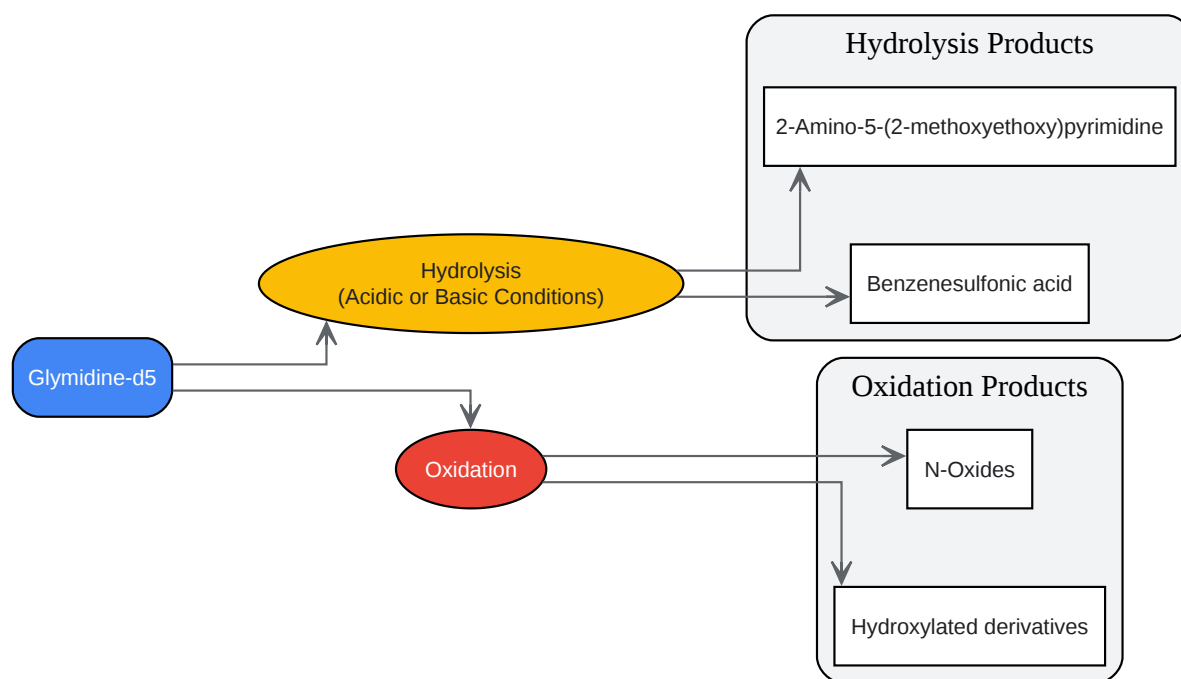 Hydrolysis Products
2-Amino-5-(2-methoxyethoxy)pyrimidine
Hydrolysis
(Acidic or Basic Conditions)
Benzenesulfonic acid
Glymidine-d5
Oxidation Products
Oxidation
N-Oxides
Hydroxylated derivatives